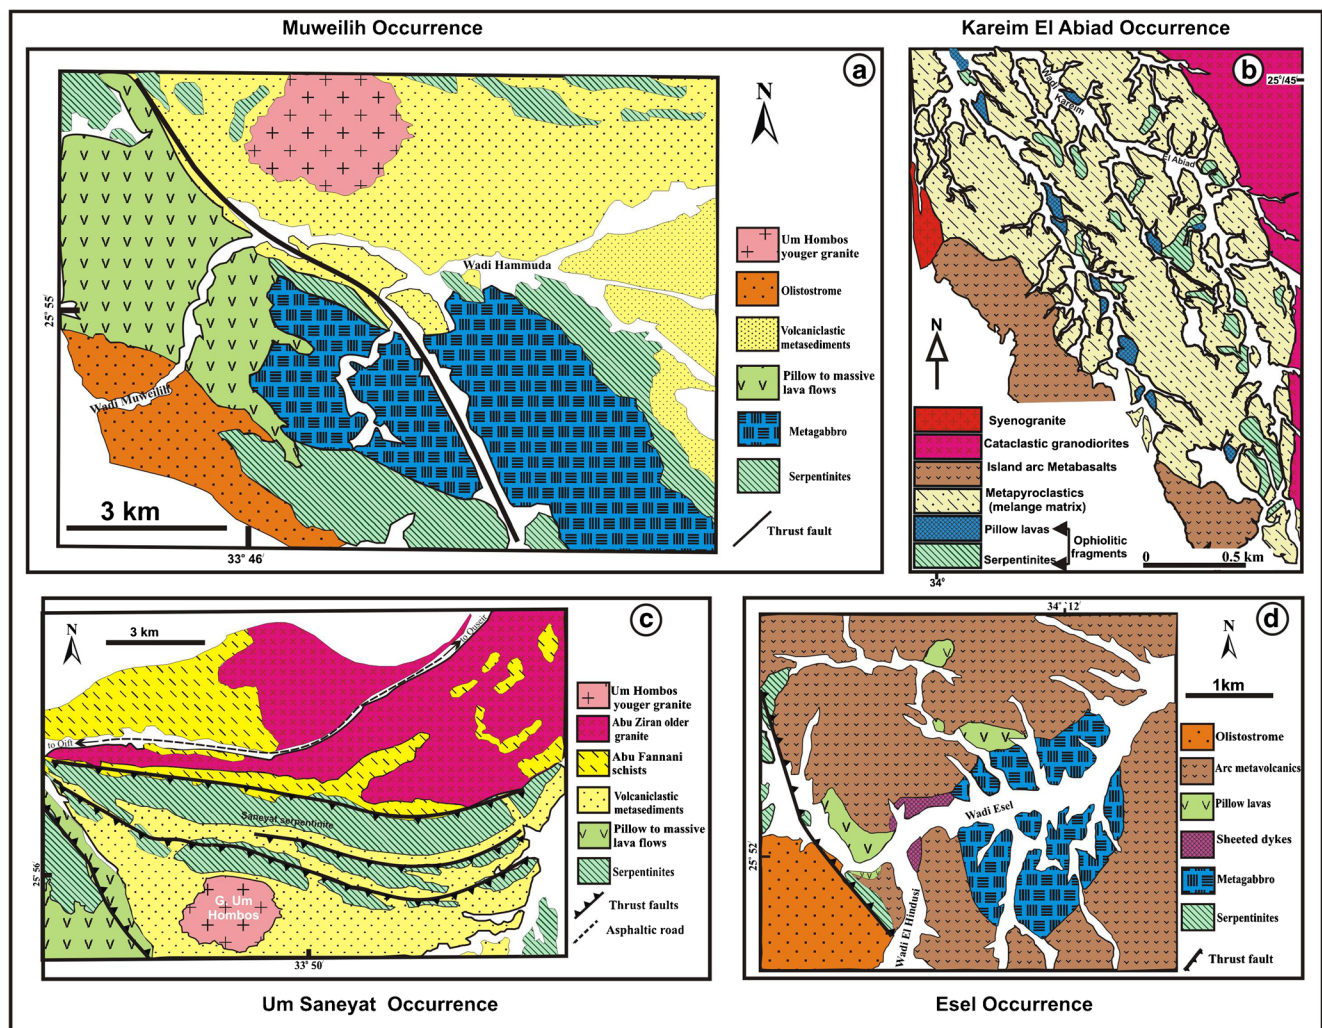 Muweilih Occurrence
Kareim El Abiad Occurrence
a
N
Wadi Hammuda
Wadi Muweilih
25° 55'
3 km
33° 46'
Um Hombos
youger granite
Olistostrome
Volcaniclastic
metasediments
Pillow to massive
lava flows
Metagabbro
Serpentinites
Thrust fault
b
25°/45
Wadi Kareim
El Abiad
N
Syenogranite
Cataclastic granodiorites
Island arc Metabasalts
Metapyroclastics
(melange matrix)
Pillow lavas
Ophiolitic
fragments
Serpentinites
0 0.5 km
34°
c
N
3 km
to Quseir
to Qift
Saneyat serpentinite
G. Um
Hombos
25° 56'
33° 50'
Um Hombos
youger granite
Abu Ziran older
granite
Abu Fannani
schists
Volcaniclastic
metasediments
Pillow to massive
lava flows
Serpentinites
Thrust faults
Asphaltic road
34° 12'
d
N
1km
Wadi Esel
Wadi El Hindusi
25° 52'
Olistostrome
Arc metavolcanics
Pillow lavas
Sheeted dykes
Metagabbro
Serpentinites
Thrust fault
Um Saneyat Occurrence
Esel Occurrence